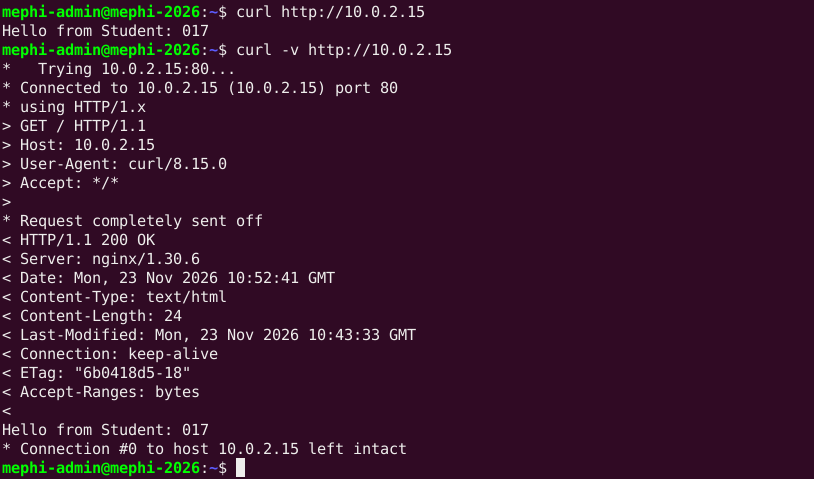 mephi-admin@mephi-2026:~$ curl http://10.0.2.15
Hello from Student: 017
mephi-admin@mephi-2026:~$ curl -v http://10.0.2.15
*   Trying 10.0.2.15:80...
* Connected to 10.0.2.15 (10.0.2.15) port 80
* using HTTP/1.x
> GET / HTTP/1.1
> Host: 10.0.2.15
> User-Agent: curl/8.15.0
> Accept: */*
>
* Request completely sent off
< HTTP/1.1 200 OK
< Server: nginx/1.30.6
< Date: Mon, 23 Nov 2026 10:52:41 GMT
< Content-Type: text/html
< Content-Length: 24
< Last-Modified: Mon, 23 Nov 2026 10:43:33 GMT
< Connection: keep-alive
< ETag: "6b0418d5-18"
< Accept-Ranges: bytes
<
Hello from Student: 017
* Connection #0 to host 10.0.2.15 left intact
mephi-admin@mephi-2026:~$